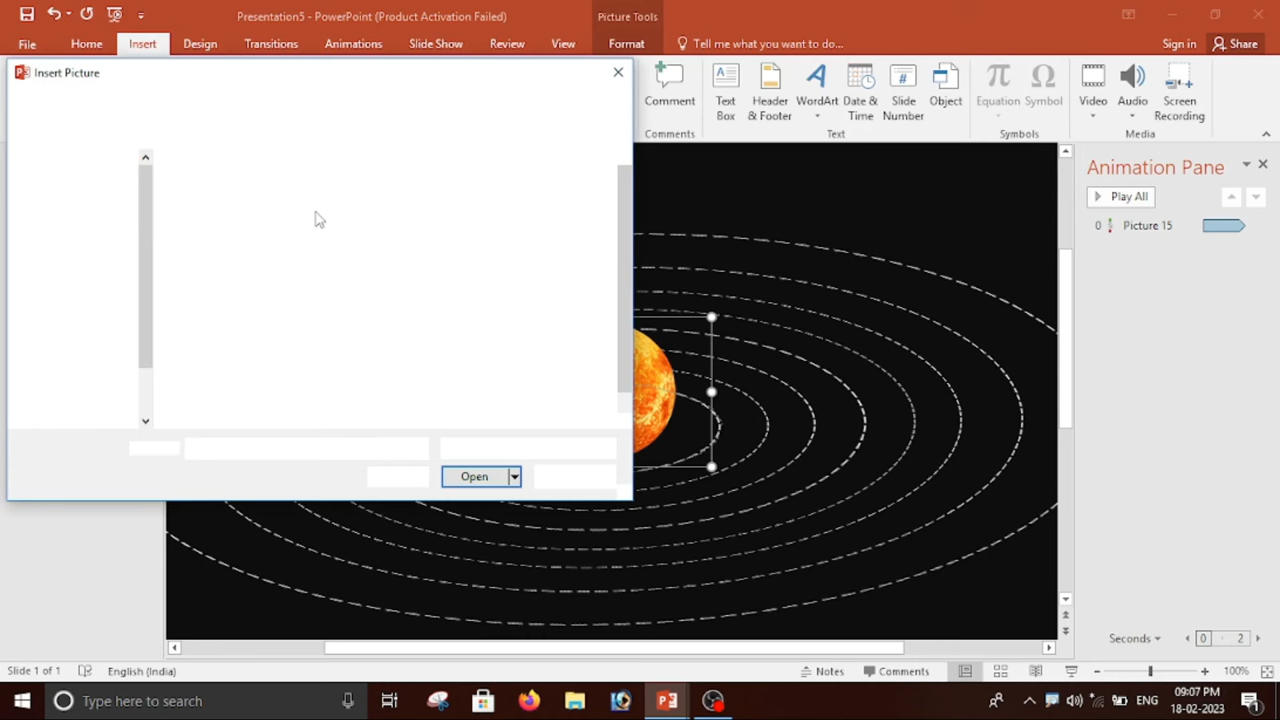 Presentation5 - PowerPoint (Product Activation Failed)
Picture Tools
File
Home
Insert
Design
Transitions
Animations
Slide Show
Review
View
Format
Tell me what you want to do...
Sign in
Share
Insert Picture
Comment
Text Box
Header & Footer
WordArt
Date & Time
Slide Number
Object
Equation
Symbol
Video
Audio
Screen Recording
Comments
Text
Symbols
Media
Animation Pane
Play All
0 Picture 15
Open
Seconds
0
2
Slide 1 of 1
English (India)
Notes
Comments
100%
Type here to search
ENG
09:07 PM
18-02-2023
1